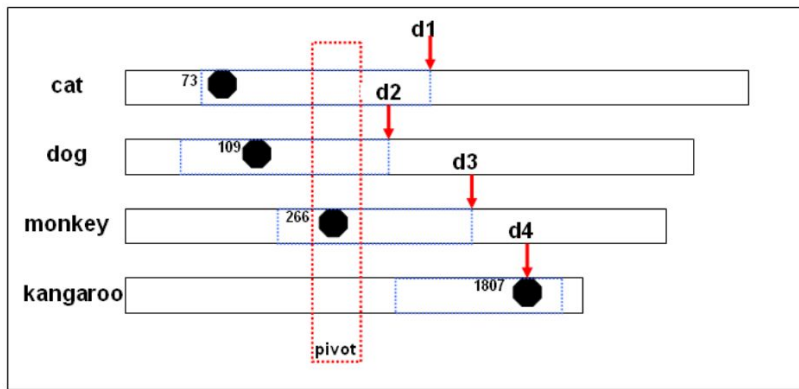 d1
cat 73
d2
dog 109
d3
monkey 266
d4
kangaroo 1807
pivot